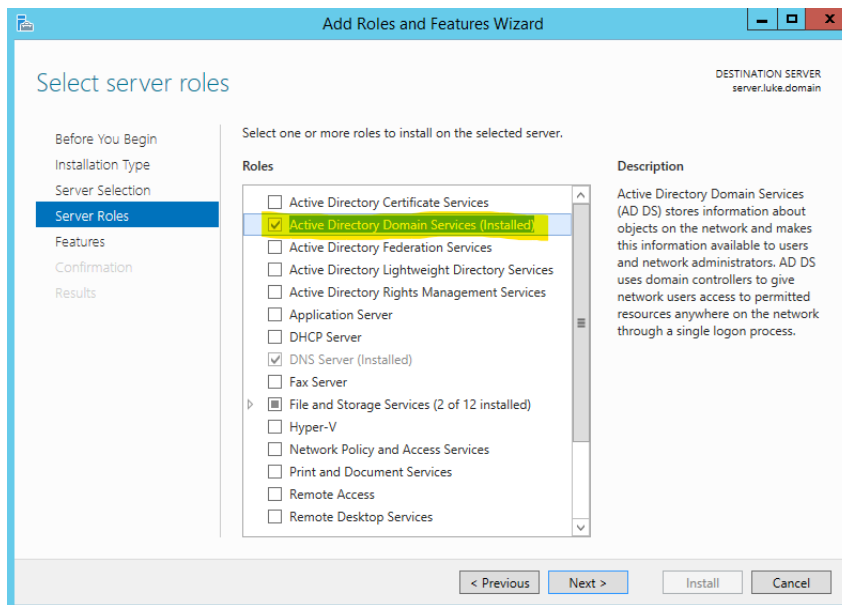 Add Roles and Features Wizard
Select server roles
DESTINATION SERVER
server.luke.domain
Before You Begin
Installation Type
Server Selection
Server Roles
Features
Confirmation
Results
Select one or more roles to install on the selected server.
Roles
Active Directory Certificate Services
Active Directory Domain Services (Installed)
Active Directory Federation Services
Active Directory Lightweight Directory Services
Active Directory Rights Management Services
Application Server
DHCP Server
DNS Server (Installed)
Fax Server
File and Storage Services (2 of 12 installed)
Hyper-V
Network Policy and Access Services
Print and Document Services
Remote Access
Remote Desktop Services
Description
Active Directory Domain Services
(AD DS) stores information about
objects on the network and makes
this information available to users
and network administrators. AD DS
uses domain controllers to give
network users access to permitted
resources anywhere on the network
through a single logon process.
< Previous
Next >
Install
Cancel